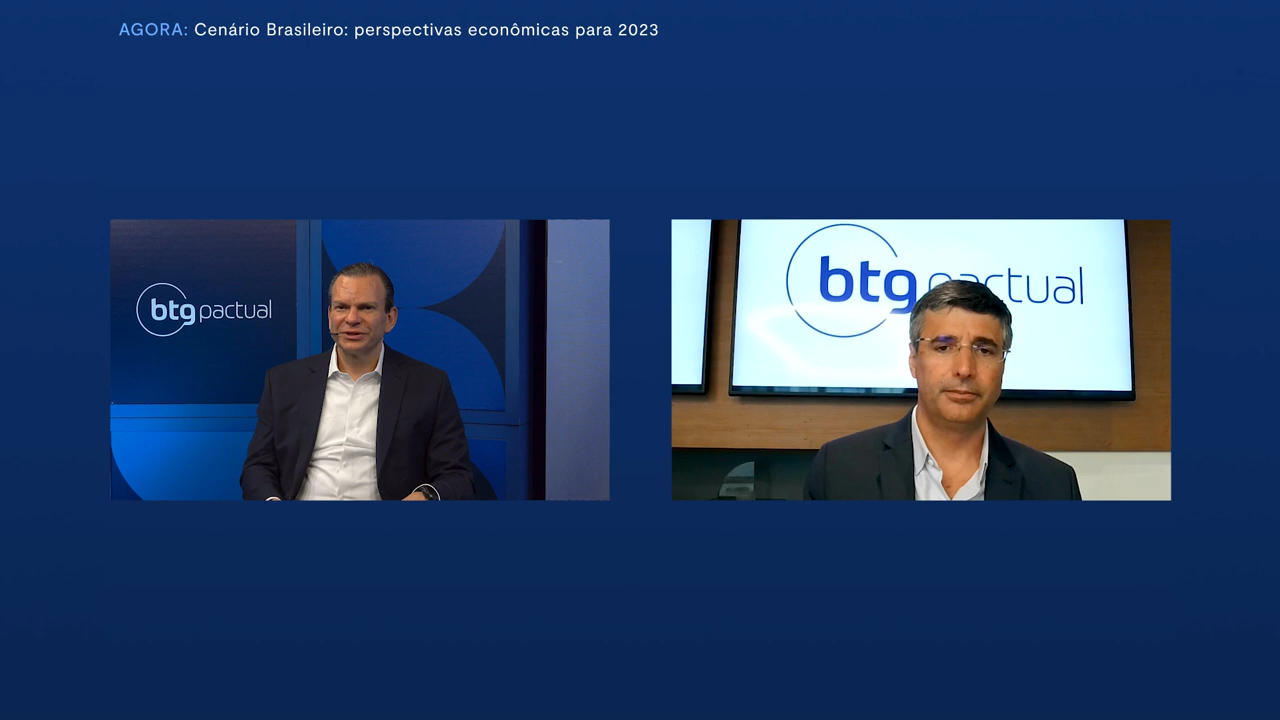 AGORA: Cenário Brasileiro: perspectivas econômicas para 2023
btg pactual
btg pactual